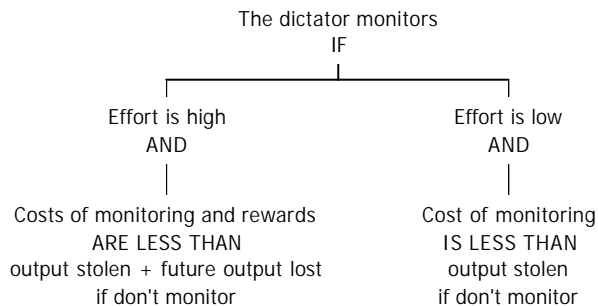 The dictator monitors
IF
Effort is high
AND
Costs of monitoring and rewards
ARE LESS THAN
output stolen + future output lost
if don't monitor
Effort is low
AND
Cost of monitoring
IS LESS THAN
output stolen
if don't monitor